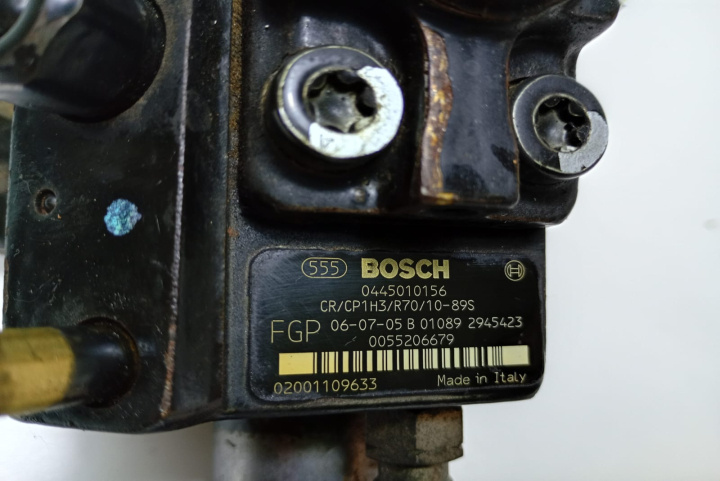 555 BOSCH
0445010156
CR/CP1H3/R70/10-89S
FGP 06-07-05 B 01089 2945423
0055206679
02001109633 Made in Italy